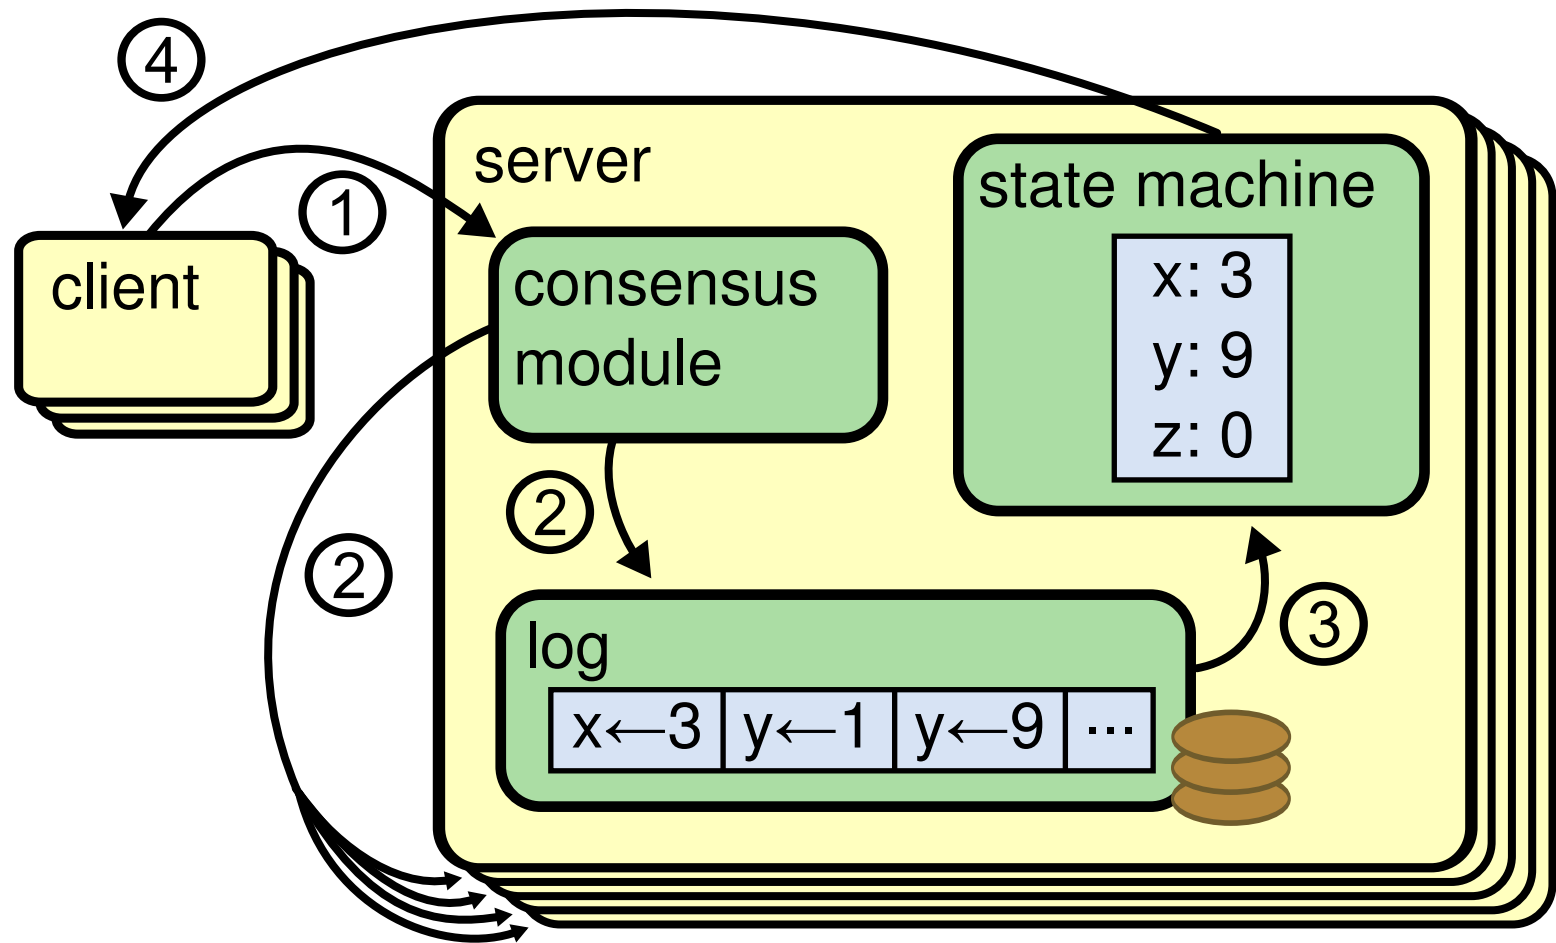 4
server
state machine
1
client
consensus
module
x: 3
y: 9
z: 0
2
2
3
log
x←3 y←1 y←9 ...